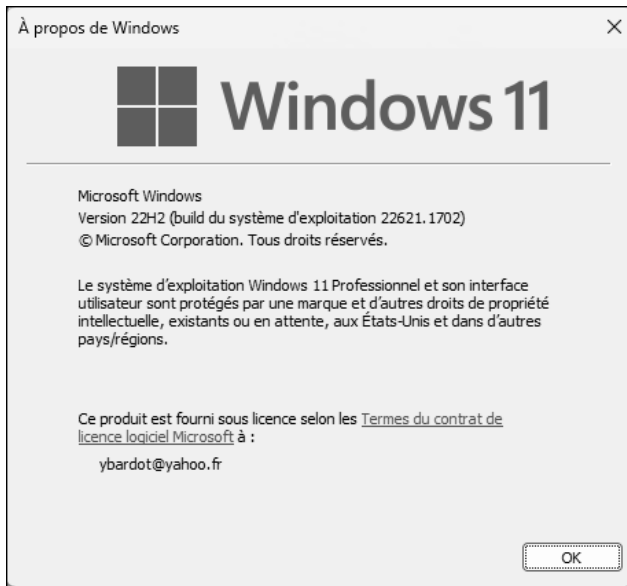 À propos de Windows
Windows 11
Microsoft Windows
Version 22H2 (build du système d'exploitation 22621.1702)
© Microsoft Corporation. Tous droits réservés.
Le système d’exploitation Windows 11 Professionnel et son interface
utilisateur sont protégés par une marque et d’autres droits de propriété
intellectuelle, existants ou en attente, aux États-Unis et dans d’autres
pays/régions.
Ce produit est fourni sous licence selon les Termes du contrat de
licence logiciel Microsoft à :
ybardot@yahoo.fr
OK